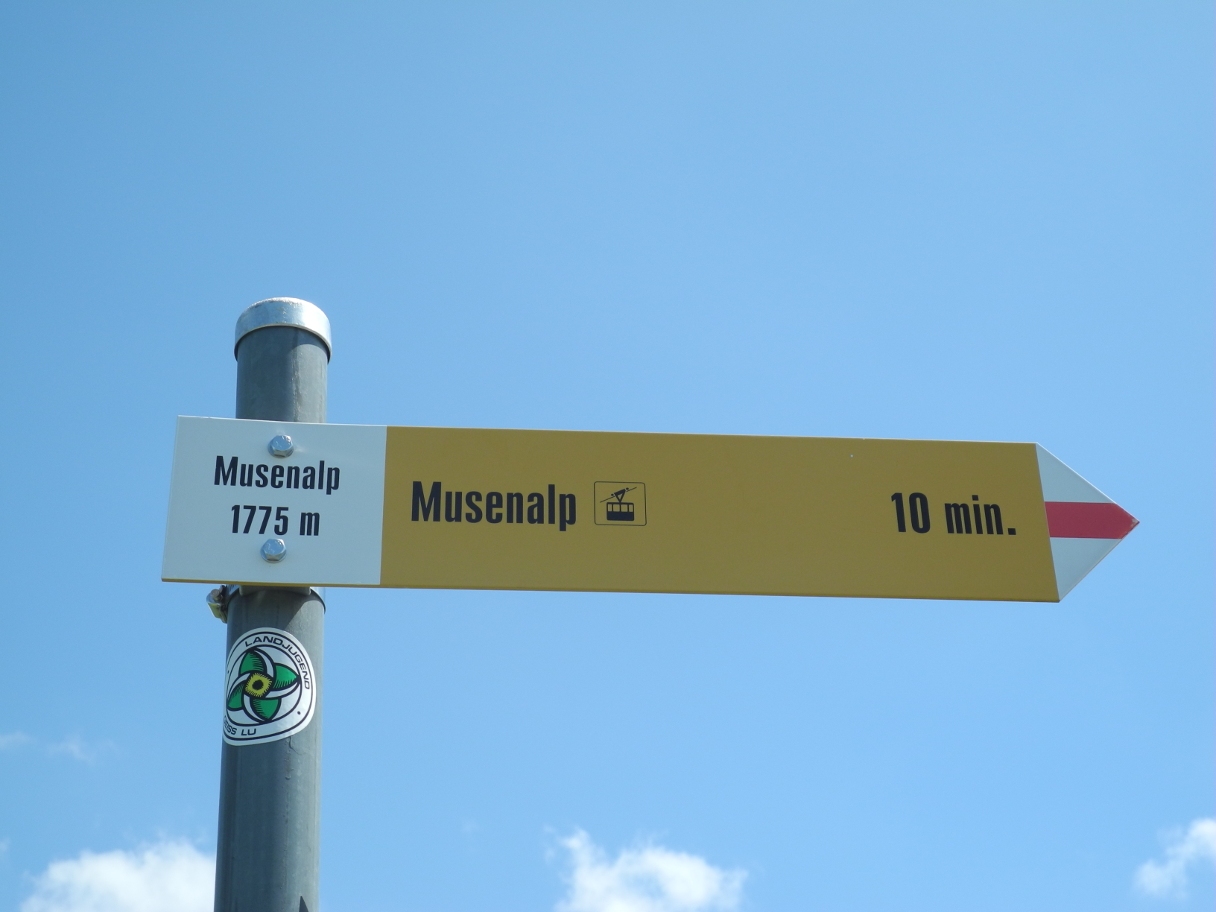 Musenalp
1775 m
Musenalp
10 min.
LANDJUGEND
LU